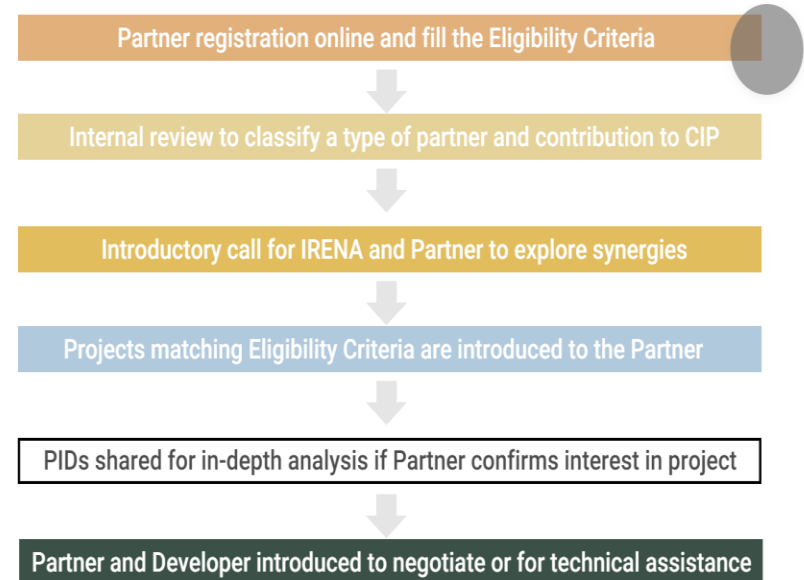 Partner registration online and fill the Eligibility Criteria
Internal review to classify a type of partner and contribution to CIP
Introductory call for IRENA and Partner to explore synergies
Projects matching Eligibility Criteria are introduced to the Partner
PIDs shared for in-depth analysis if Partner confirms interest in project
Partner and Developer introduced to negotiate or for technical assistance